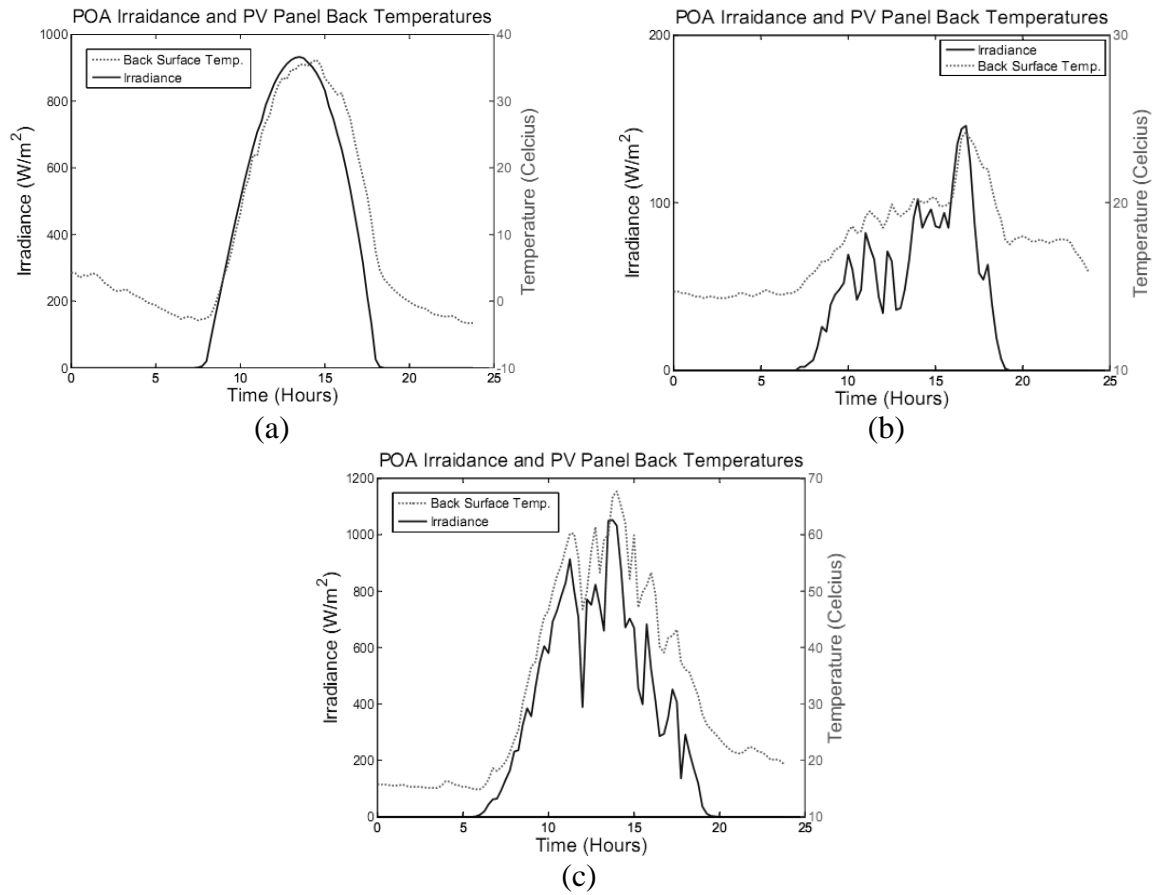 POA Irraidance and PV Panel Back Temperatures
1000
800
600
400
200
0
Irradiance (W/m²)
Back Surface Temp.
Irradiance
40
30
20
10
0
-10
Temperature (Celcius)
0 5 10 15 20 25
Time (Hours)
(a)
POA Irraidance and PV Panel Back Temperatures
200
100
0
Irradiance (W/m²)
Irradiance
Back Surface Temp.
30
20
10
Temperature (Celcius)
0 5 10 15 20 25
Time (Hours)
(b)
POA Irraidance and PV Panel Back Temperatures
1200
1000
800
600
400
200
0
Irradiance (W/m²)
Back Surface Temp.
Irradiance
70
60
50
40
30
20
10
Temperature (Celcius)
0 5 10 15 20 25
Time (Hours)
(c)